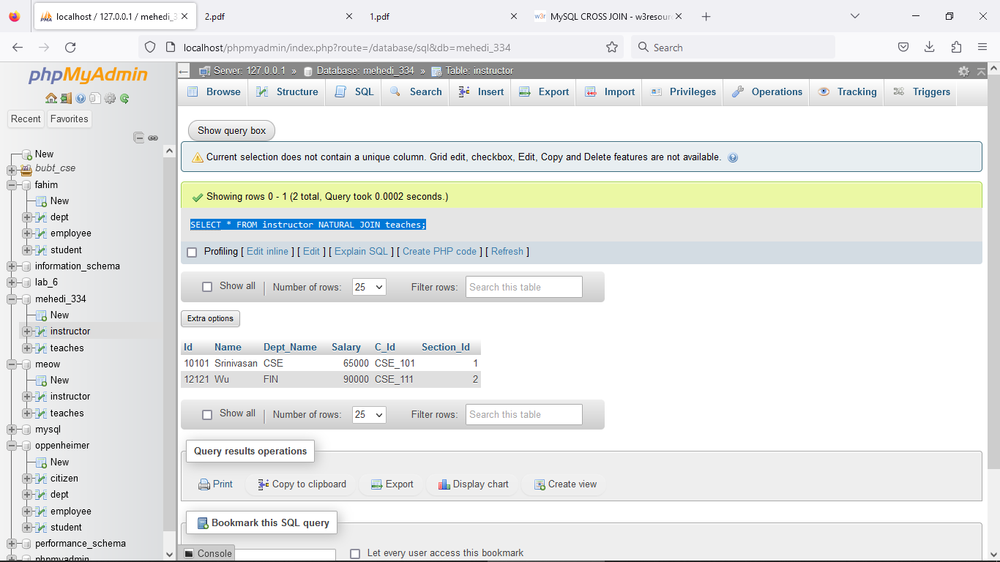 localhost / 127.0.0.1 / mehedi_3
2.pdf
1.pdf
MySQL CROSS JOIN - w3resour
localhost/phpmyadmin/index.php?route=/database/sql&db=mehedi_334
Search
phpMyAdmin
Recent Favorites
New
bubt_cse
fahim
New
dept
employee
student
information_schema
lab_6
mehedi_334
New
instructor
teaches
meow
New
instructor
teaches
mysql
oppenheimer
New
citizen
dept
employee
student
performance_schema
phpmyadmin
Server: 127.0.0.1 » Database: mehedi_334 » Table: instructor
Browse Structure SQL Search Insert Export Import Privileges Operations Tracking Triggers
Show query box
Current selection does not contain a unique column. Grid edit, checkbox, Edit, Copy and Delete features are not available.
Showing rows 0 - 1 (2 total, Query took 0.0002 seconds.)
SELECT * FROM instructor NATURAL JOIN teaches;
Profiling [ Edit inline ] [ Edit ] [ Explain SQL ] [ Create PHP code ] [ Refresh ]
Show all | Number of rows: 25 Filter rows: Search this table
Extra options
Id Name Dept_Name Salary C_Id Section_Id
10101 Srinivasan CSE 65000 CSE_101 1
12121 Wu FIN 90000 CSE_111 2
Show all | Number of rows: 25 Filter rows: Search this table
Query results operations
Print Copy to clipboard Export Display chart Create view
Bookmark this SQL query
Console
Let every user access this bookmark